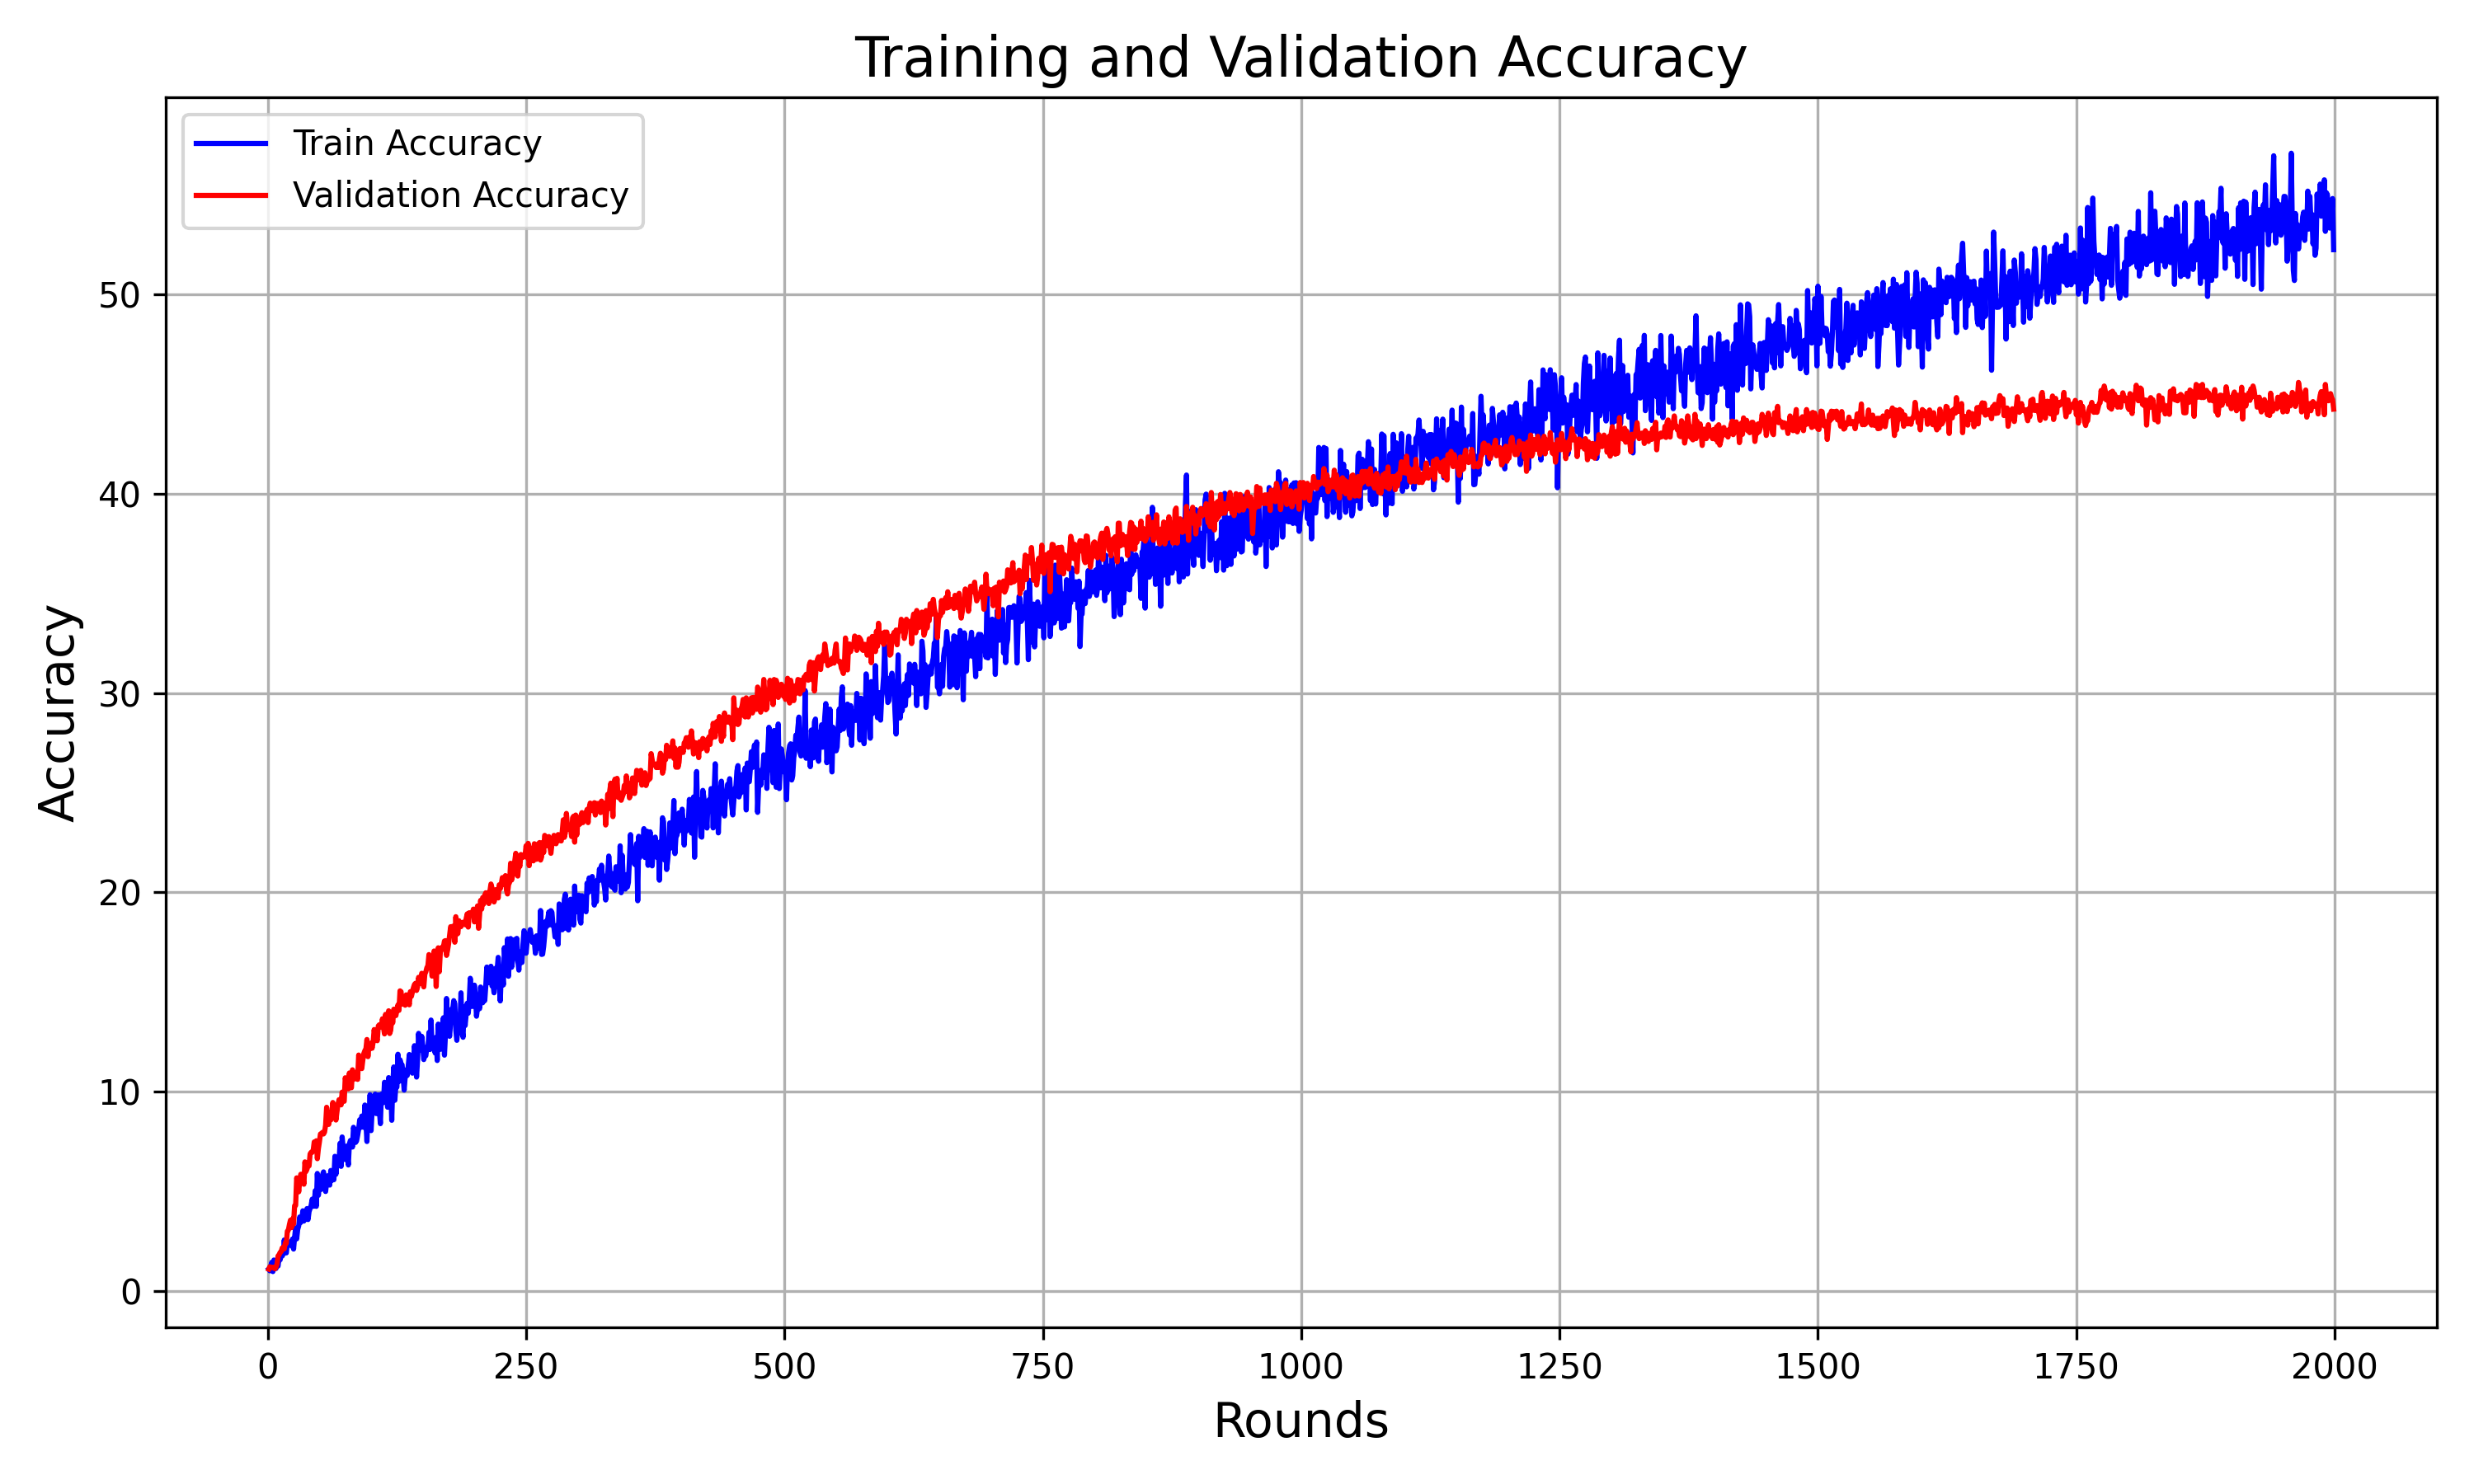 Training and Validation Accuracy
Train Accuracy
Validation Accuracy
Accuracy
50
40
30
20
10
0
0 250 500 750 1000 1250 1500 1750 2000
Rounds